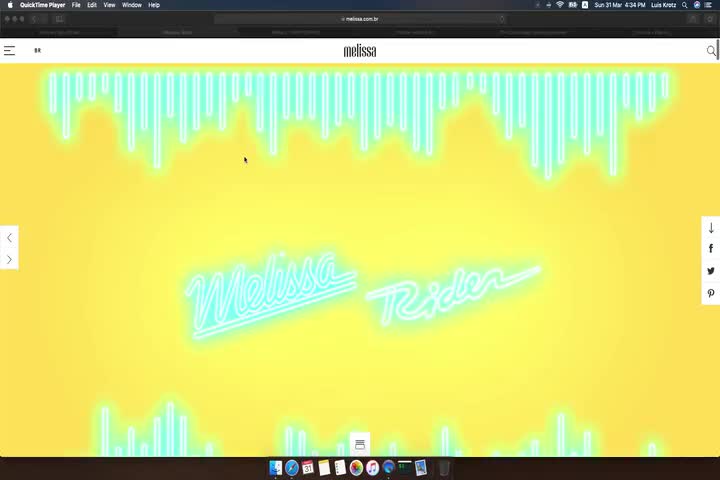 QuickTime Player File Edit View Window Help
Sun 31 Mar 4:34 PM Luis Krotz
melissa.com.br
BR
melissa
Melissa Rider